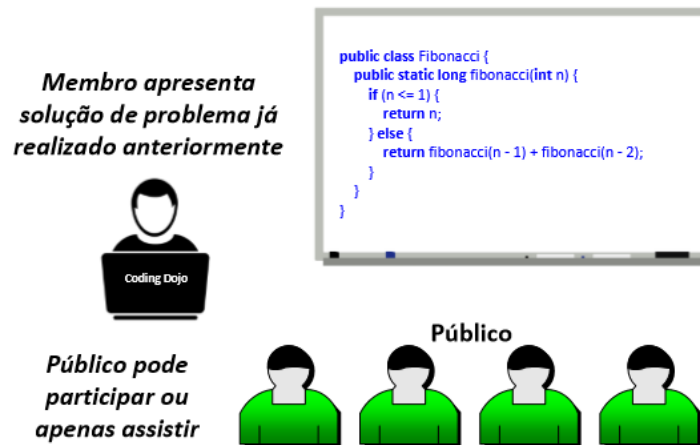 Membro apresenta
solução de problema já
realizado anteriormente
public class Fibonacci {
public static long fibonacci(int n) {
if (n <= 1) {
return n;
} else {
return fibonacci(n - 1) + fibonacci(n - 2);
}
}
}
Coding Dojo
Público
Público pode
participar ou
apenas assistir